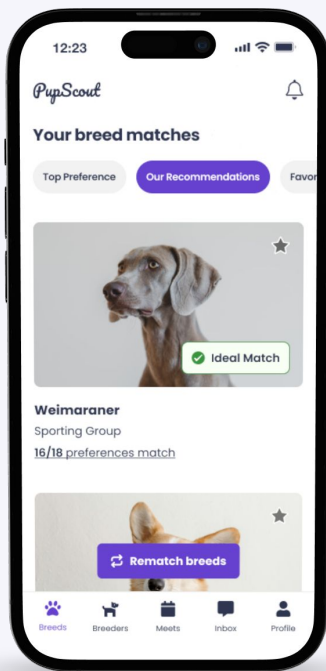 12:23
PupScout
Your breed matches
Top Preference Our Recommendations Favor
Ideal Match
Weimaraner
Sporting Group
16/18 preferences match
Rematch breeds
Breeds Breeders Meets Inbox Profile